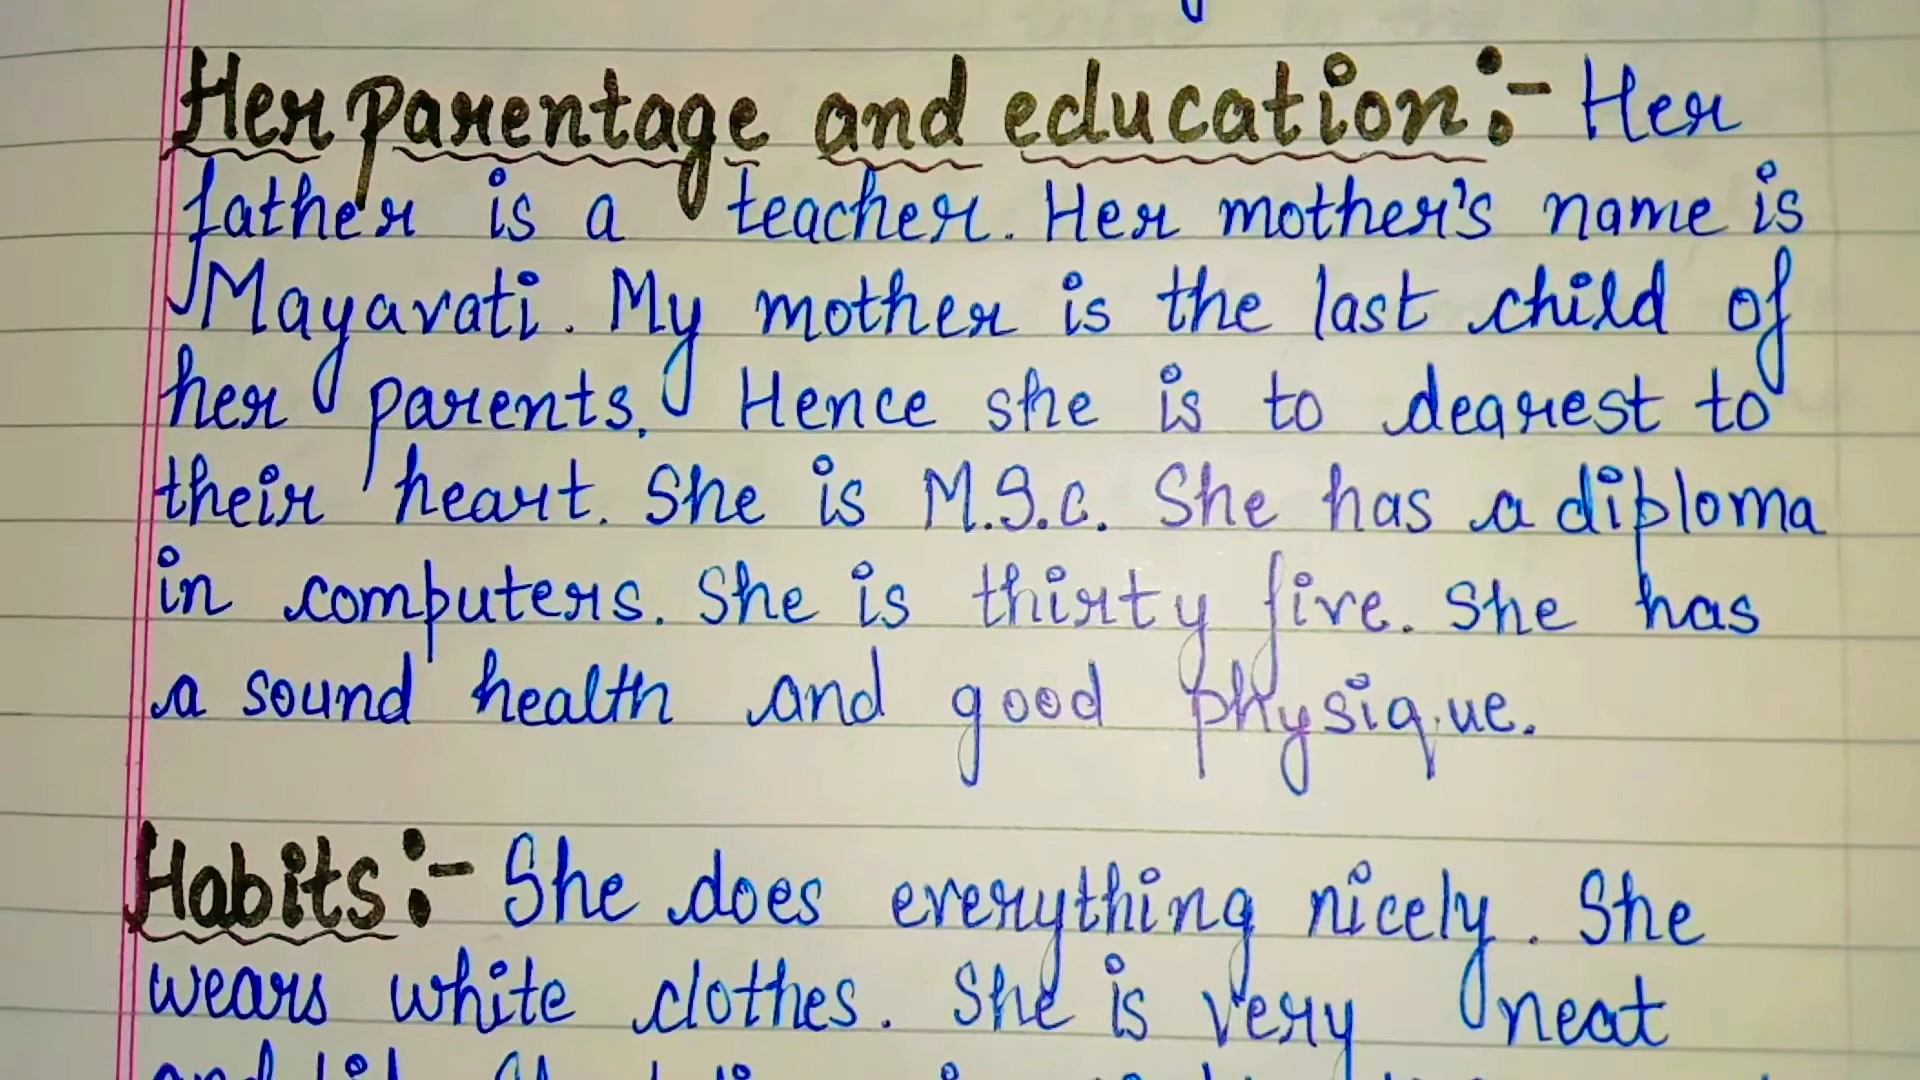 Her parentage and education :- Her
father is a teacher. Her mother's name is
Mayavati. My mother is the last child of
her parents. Hence she is to dearest to
their heart. She is M.S.c. She has a diploma
in computers. She is thirty five. She has
a sound health and good physique.
Habits :- She does everything nicely. She
wears white clothes. She is very neat
and